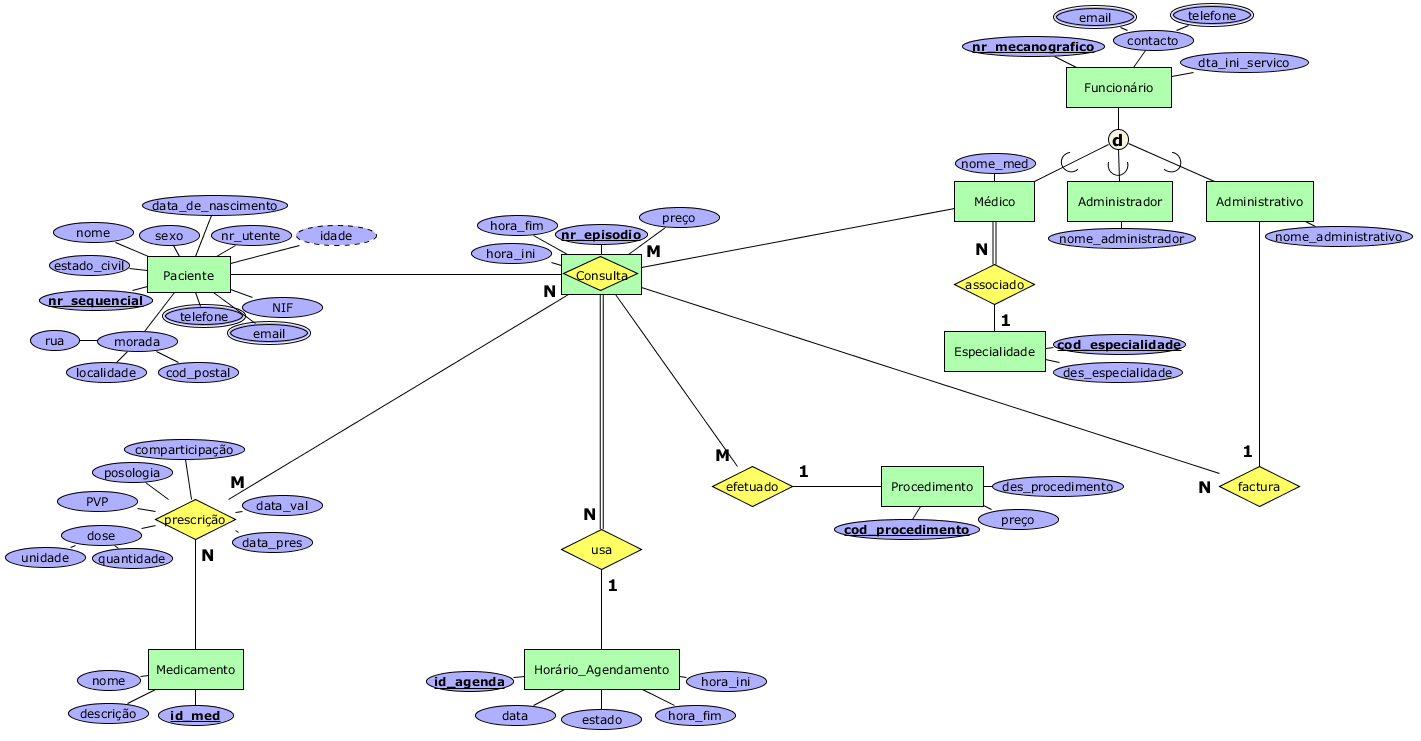 email
telefone
nr_mecanografico
contacto
dta_ini_servico
Funcionário
d
nome_med
Médico
Administrador
Administrativo
nome_administrador
nome_administrativo
data_de_nascimento
nome
sexo
nr_utente
idade
estado_civil
Paciente
nr_sequencial
telefone
NIF
email
rua
morada
localidade
cod_postal
hora_fim
nr_episodio
preço
hora_ini
M
Consulta
N
N
associado
1
Especialidade
cod_especialidade
des_especialidade
comparticipação
posologia
M
PVP
prescrição
data_val
dose
data_pres
unidade
quantidade
N
M
efetuado
1
Procedimento
des_procedimento
cod_procedimento
preço
1
N
factura
N
usa
1
Medicamento
nome
descrição
id_med
Horário_Agendamento
id_agenda
hora_ini
data
estado
hora_fim